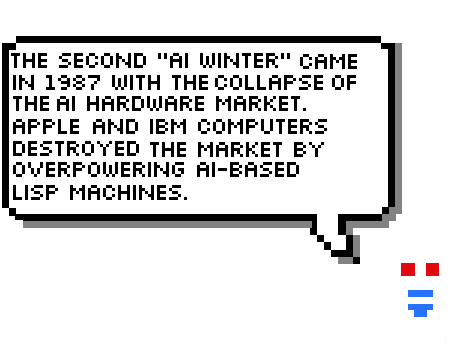 THE SECOND "AI WINTER" CAME
IN 1987 WITH THE COLLAPSE OF
THE AI HARDWARE MARKET.
APPLE AND IBM COMPUTERS
DESTROYED THE MARKET BY
OVERPOWERING AI-BASED
LISP MACHINES.